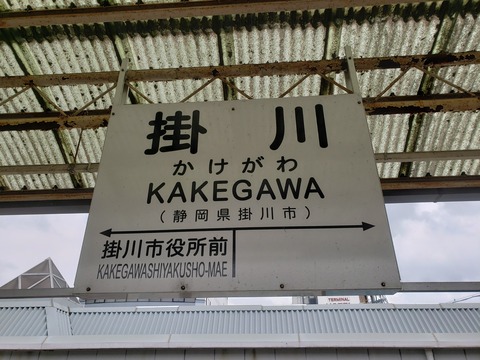 掛川
かけがわ
KAKEGAWA
(静岡県掛川市)
掛川市役所前
KAKEGAWASHIYAKUSHO-MAE
TERMINAL